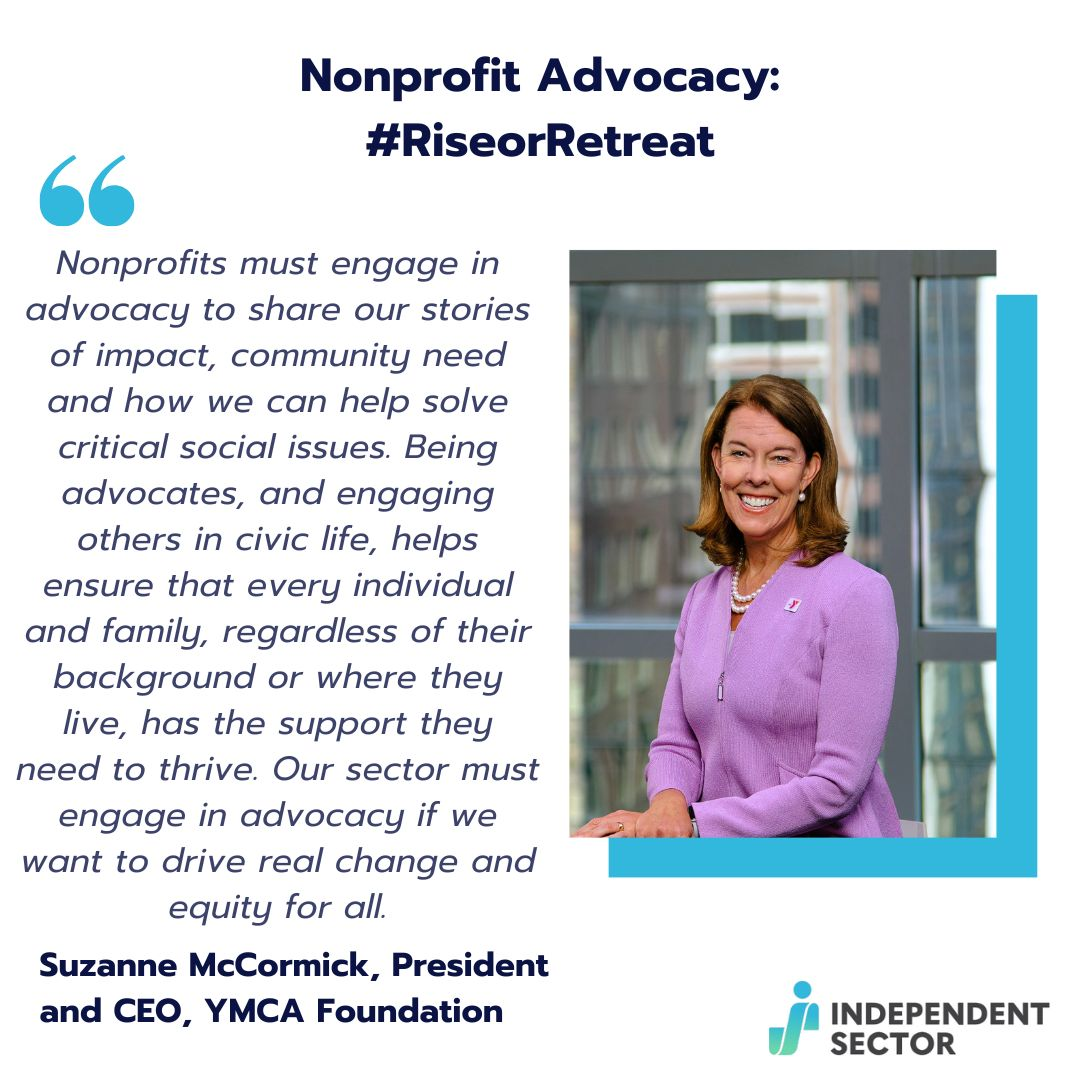 Nonprofit Advocacy:
#RiseorRetreat
Nonprofits must engage in
advocacy to share our stories
of impact, community need
and how we can help solve
critical social issues. Being
advocates, and engaging
others in civic life, helps
ensure that every individual
and family, regardless of their
background or where they
live, has the support they
need to thrive. Our sector must
engage in advocacy if we
want to drive real change and
equity for all.
Suzanne McCormick, President
and CEO, YMCA Foundation
INDEPENDENT
SECTOR